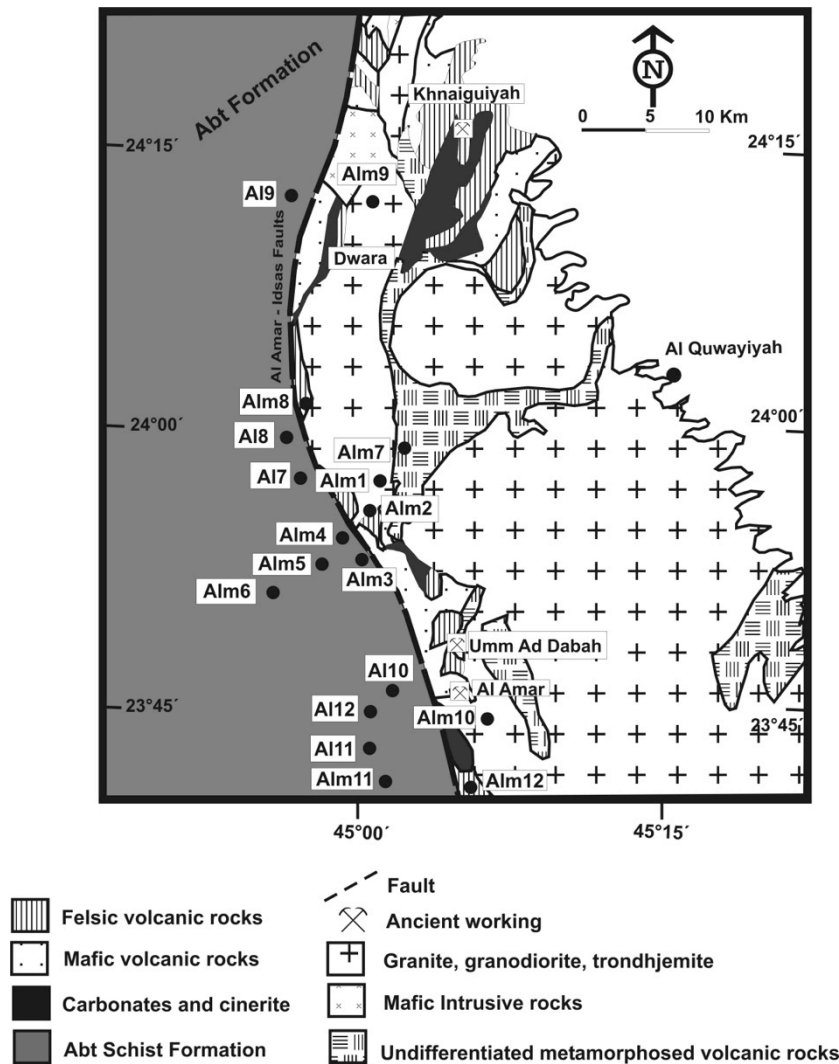 Abt Formation
Khnaiguiyah
N
0 5 10 Km
24°15´
24°15´
Al9
Alm9
Al Amar - Idsas Faults
Dwara
Al Quwayiyah
Alm8
24°00´
24°00´
Al8
Alm7
Al7
Alm1
Alm2
Alm4
Alm5
Alm3
Alm6
Umm Ad Dabah
Al10
Al Amar
23°45´
Al12
Alm10
23°45´
Al11
Alm11
Alm12
45°00´
45°15´
Felsic volcanic rocks
Mafic volcanic rocks
Carbonates and cinerite
Abt Schist Formation
Fault
Ancient working
Granite, granodiorite, trondhjemite
Mafic Intrusive rocks
Undifferentiated metamorphosed volcanic rocks